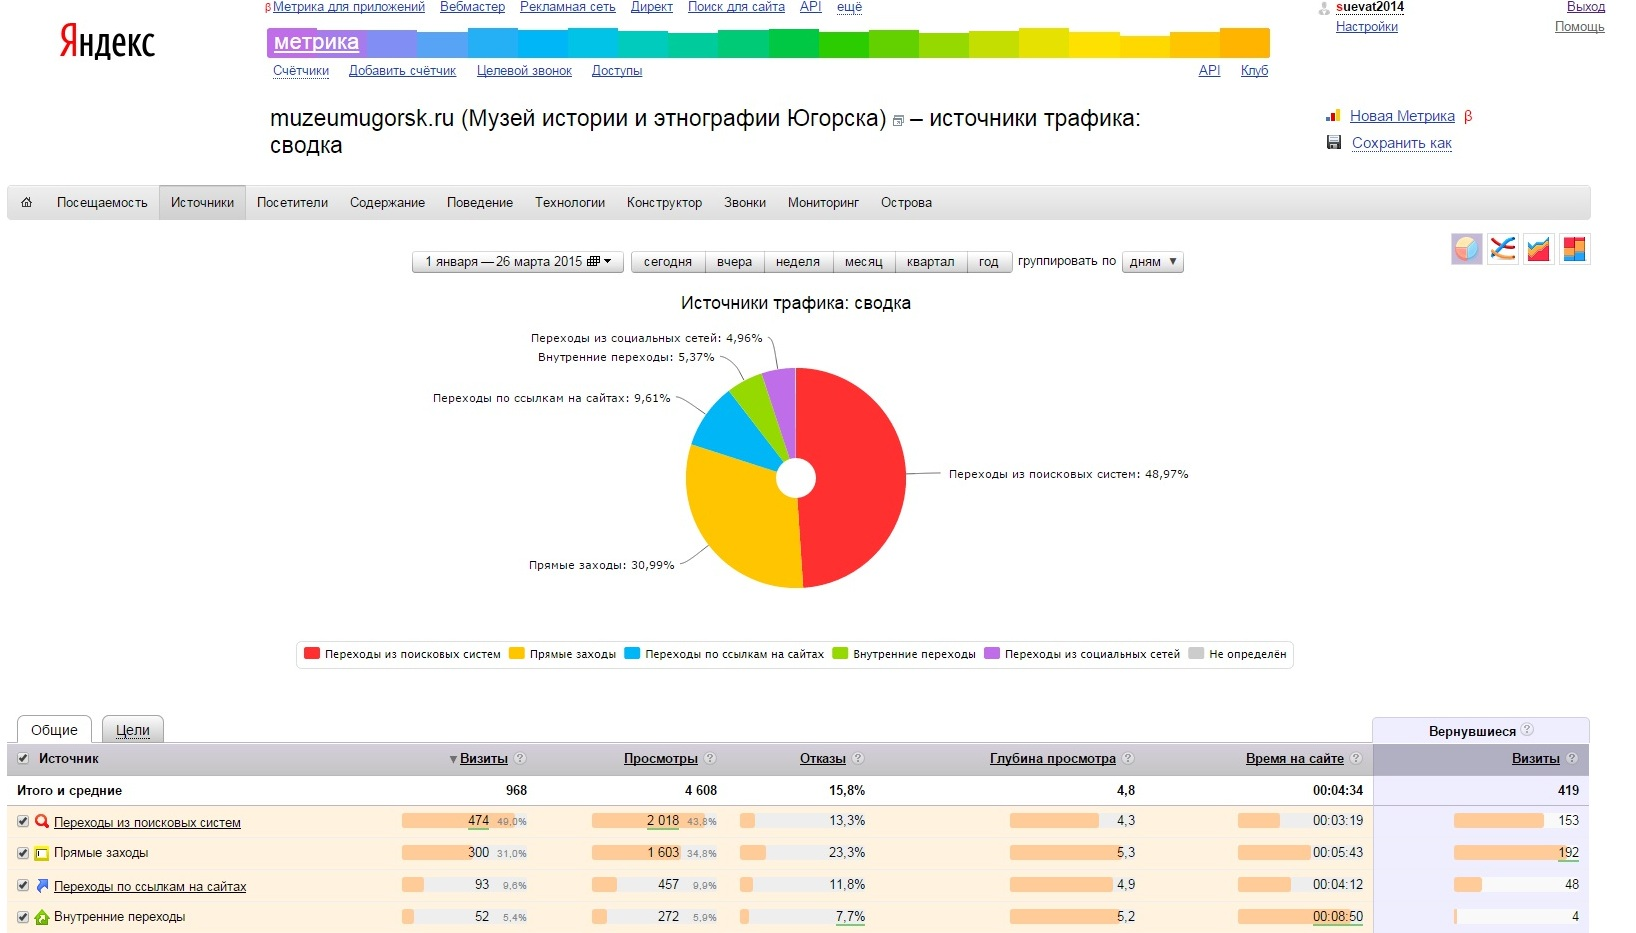 β Метрика для приложений Вебмастер Рекламная сеть Директ Поиск для сайта API ещё suevat2014 Выход
Яндекс метрика Настройки Помощь
Счётчики Добавить счётчик Целевой звонок Доступы API Клуб
muzeumugorsk.ru (Музей истории и этнографии Югорска) – источники трафика:
сводка
Новая Метрика β
Сохранить как
Посещаемость Источники Посетители Содержание Поведение Технологии Конструктор Звонки Мониторинг Острова
1 января — 26 марта 2015 сегодня вчера неделя месяц квартал год группировать по дням
Источники трафика: сводка
Переходы из социальных сетей: 4,96%
Внутренние переходы: 5,37%
Переходы по ссылкам на сайтах: 9,61%
Переходы из поисковых систем: 48,97%
Прямые заходы: 30,99%
Переходы из поисковых систем Прямые заходы Переходы по ссылкам на сайтах Внутренние переходы Переходы из социальных сетей Не определён
Общие Цели Вернувшиеся ?
Источник ▼ Визиты ? Просмотры ? Отказы ? Глубина просмотра ? Время на сайте ? Визиты ?
Итого и средние 968 4 608 15,8% 4,8 00:04:34 419
Переходы из поисковых систем 474 49,0% 2 018 43,8% 13,3% 4,3 00:03:19 153
Прямые заходы 300 31,0% 1 603 34,8% 23,3% 5,3 00:05:43 192
Переходы по ссылкам на сайтах 93 9,6% 457 9,9% 11,8% 4,9 00:04:12 48
Внутренние переходы 52 5,4% 272 5,9% 7,7% 5,2 00:08:50 4